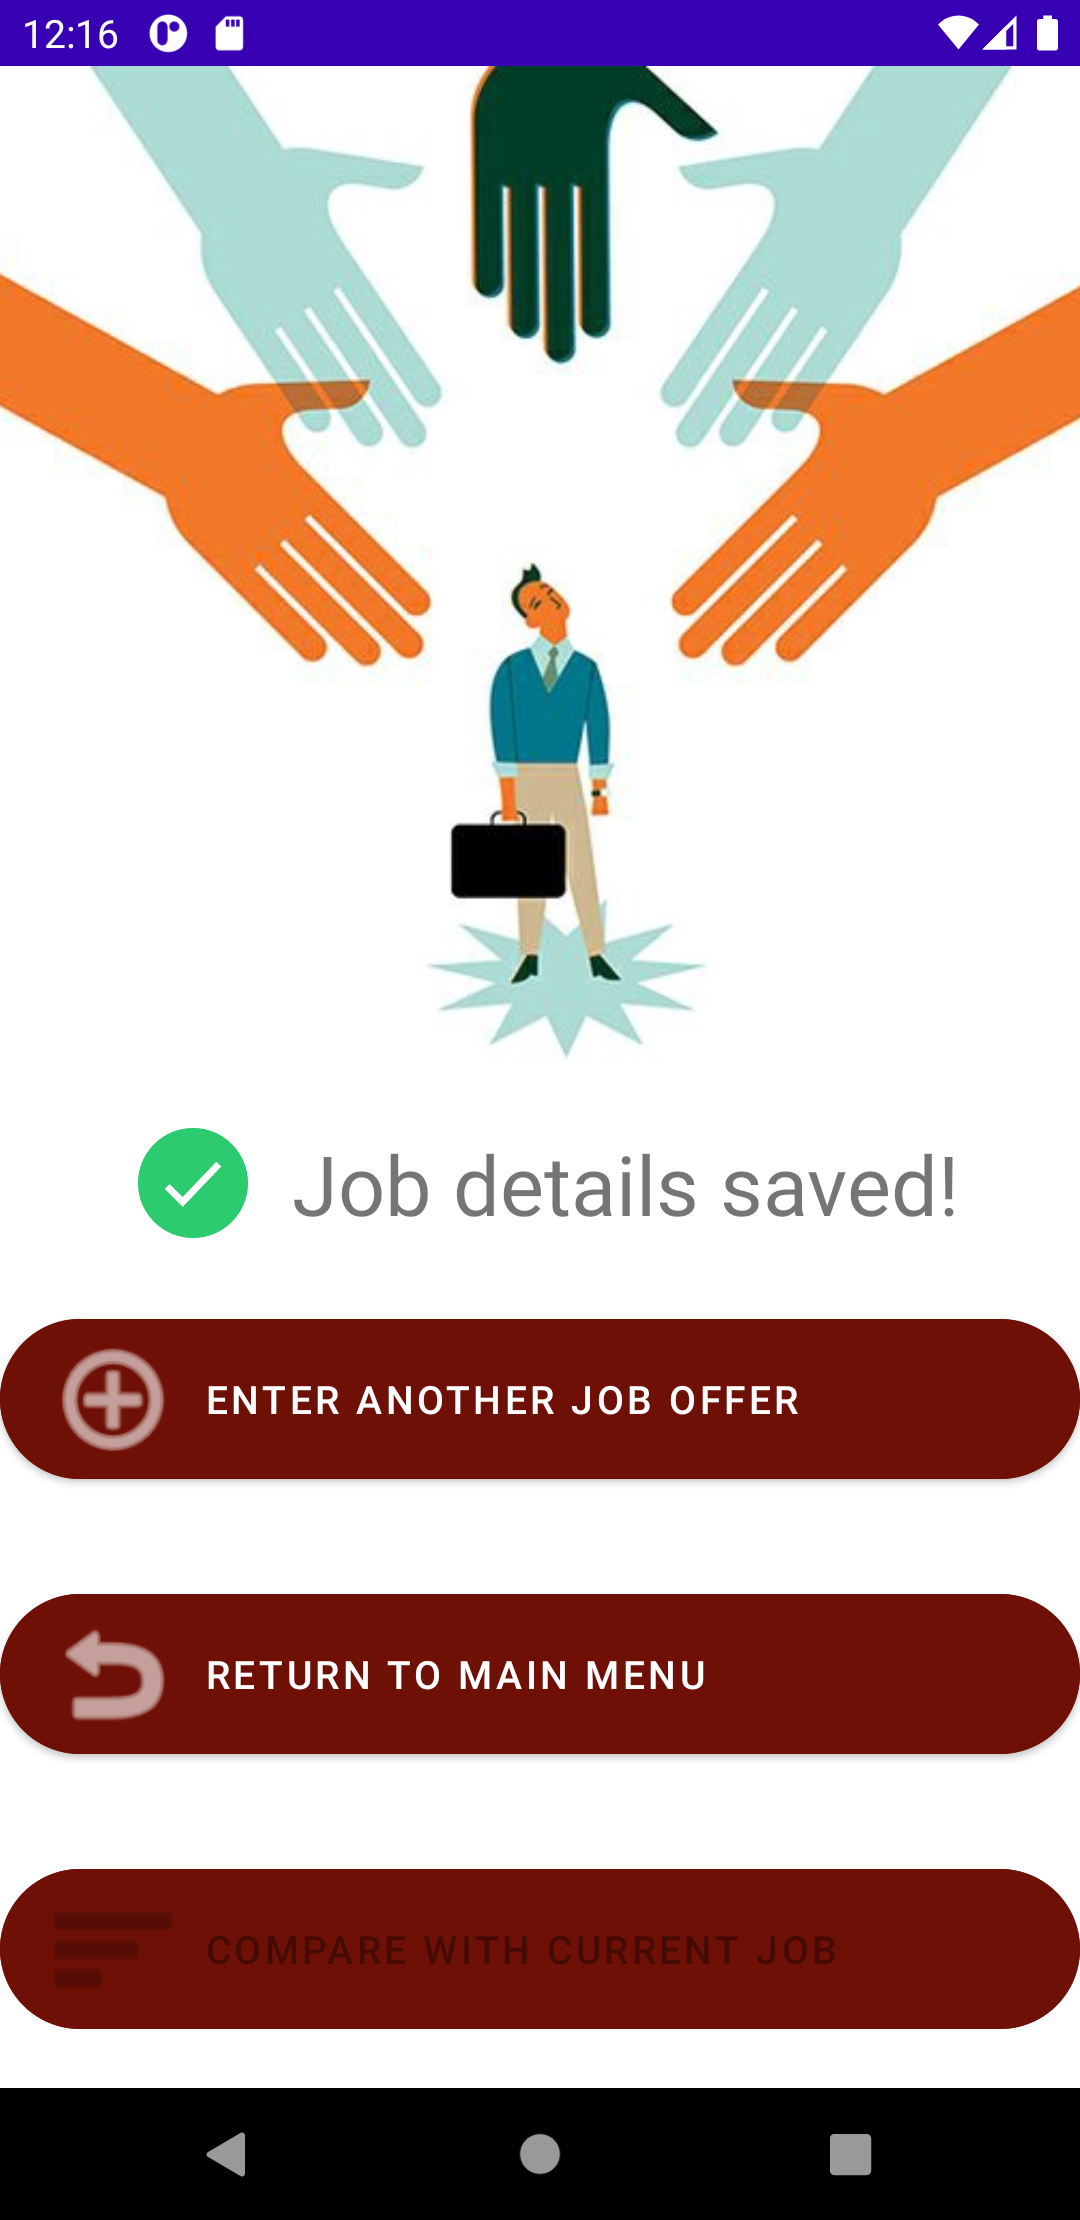 12:16
Job details saved!
ENTER ANOTHER JOB OFFER
RETURN TO MAIN MENU
COMPARE WITH CURRENT JOB